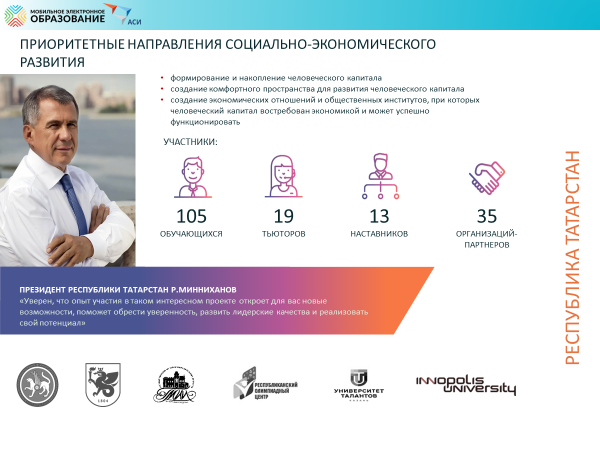 МОБИЛЬНОЕ ЭЛЕКТРОННОЕ
ОБРАЗОВАНИЕ
АСИ
ПРИОРИТЕТНЫЕ НАПРАВЛЕНИЯ СОЦИАЛЬНО-ЭКОНОМИЧЕСКОГО
РАЗВИТИЯ
• формирование и накопление человеческого капитала
• создание комфортного пространства для развития человеческого капитала
• создание экономических отношений и общественных институтов, при которых
человеческий капитал востребован экономикой и может успешно
функционировать
УЧАСТНИКИ:
105
ОБУЧАЮЩИХСЯ
19
ТЬЮТОРОВ
13
НАСТАВНИКОВ
35
ОРГАНИЗАЦИЙ-
ПАРТНЕРОВ
РЕСПУБЛИКА ТАТАРСТАН
ПРЕЗИДЕНТ РЕСПУБЛИКИ ТАТАРСТАН Р.МИННИХАНОВ
«Уверен, что опыт участия в таком интересном проекте откроет для вас новые
возможности, поможет обрести уверенность, развить лидерские качества и реализовать
свой потенциал»
1804
РЕСПУБЛИКАНСКИЙ
ОЛИМПИАДНЫЙ
ЦЕНТР
УНИВЕРСИТЕТ
ТАЛАНТОВ
INNOPOLIS
UNIVERSITY